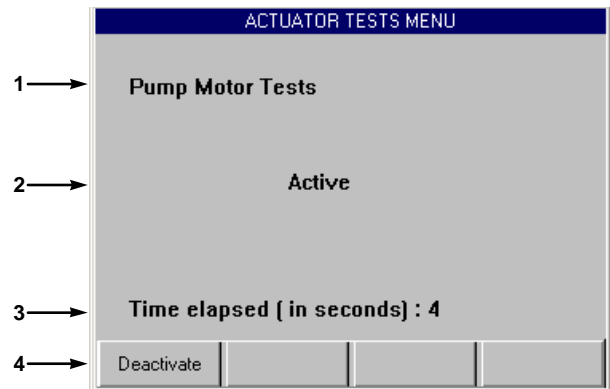 ACTUATOR TESTS MENU
1 Pump Motor Tests
2 Active
3 Time elapsed ( in seconds) : 4
4 Deactivate